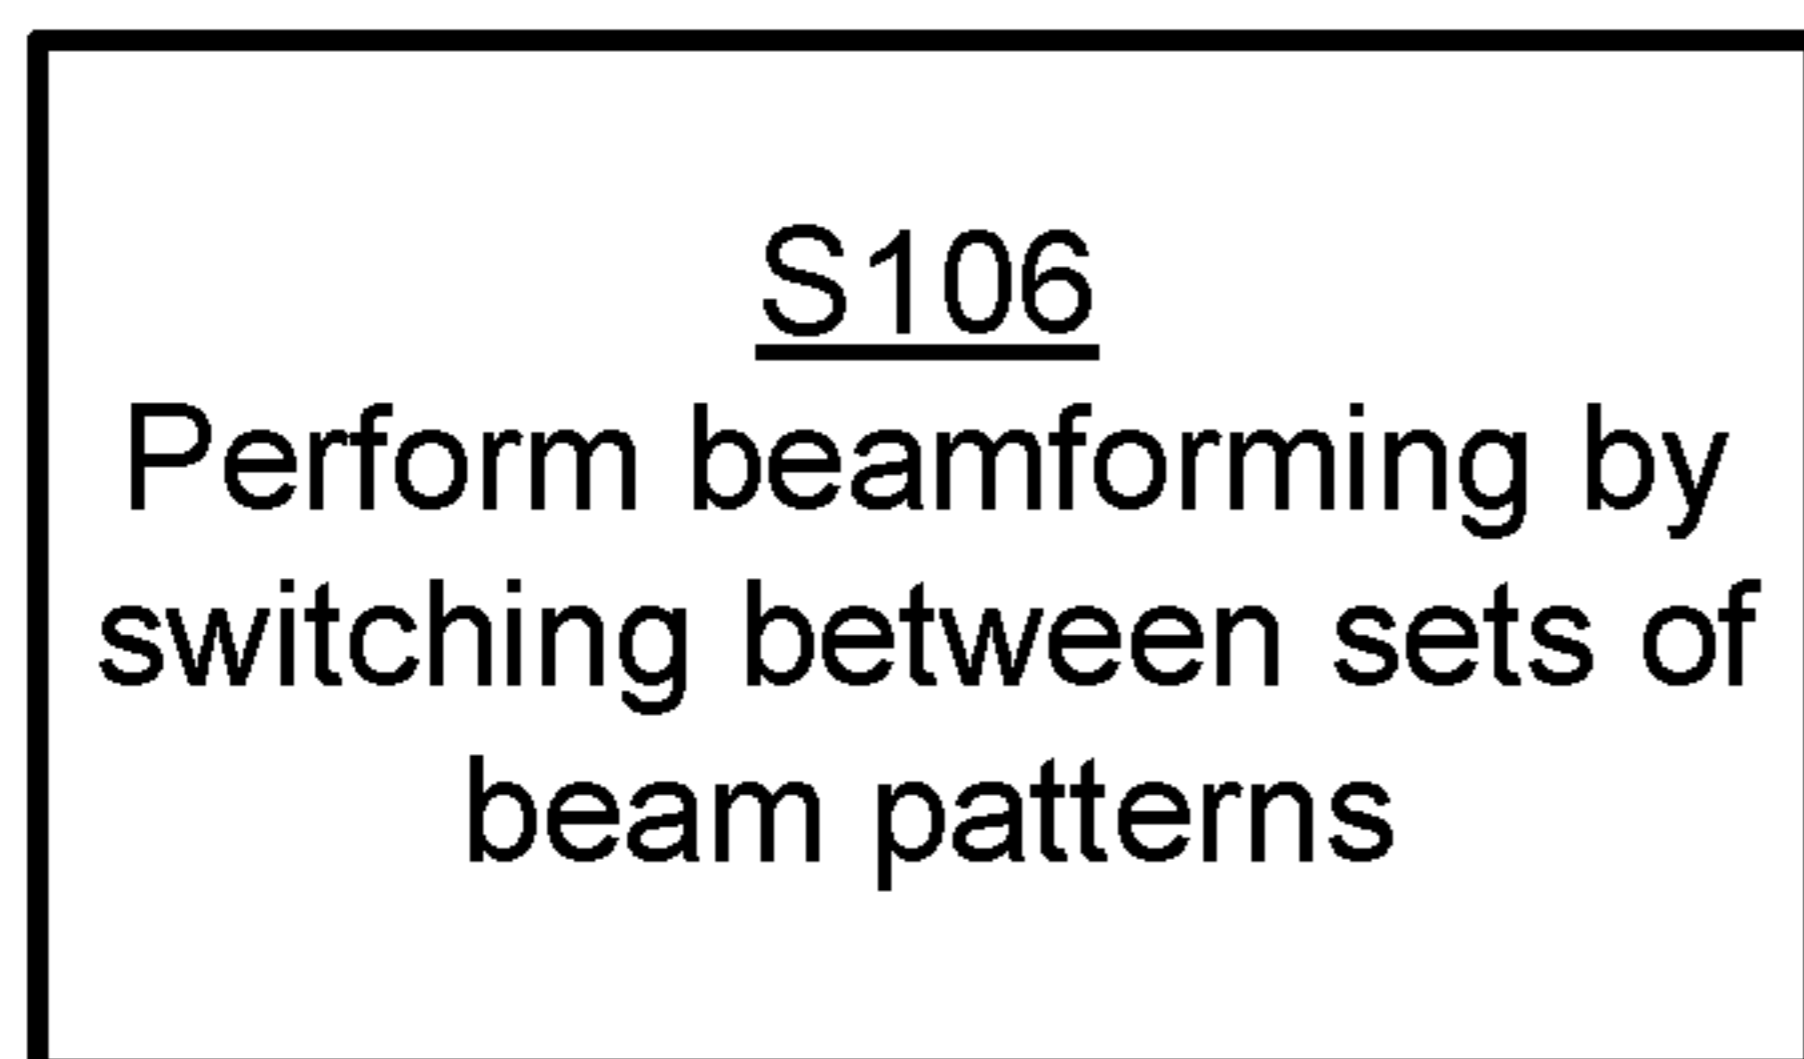 S106
Perform beamforming by
switching between sets of
beam patterns